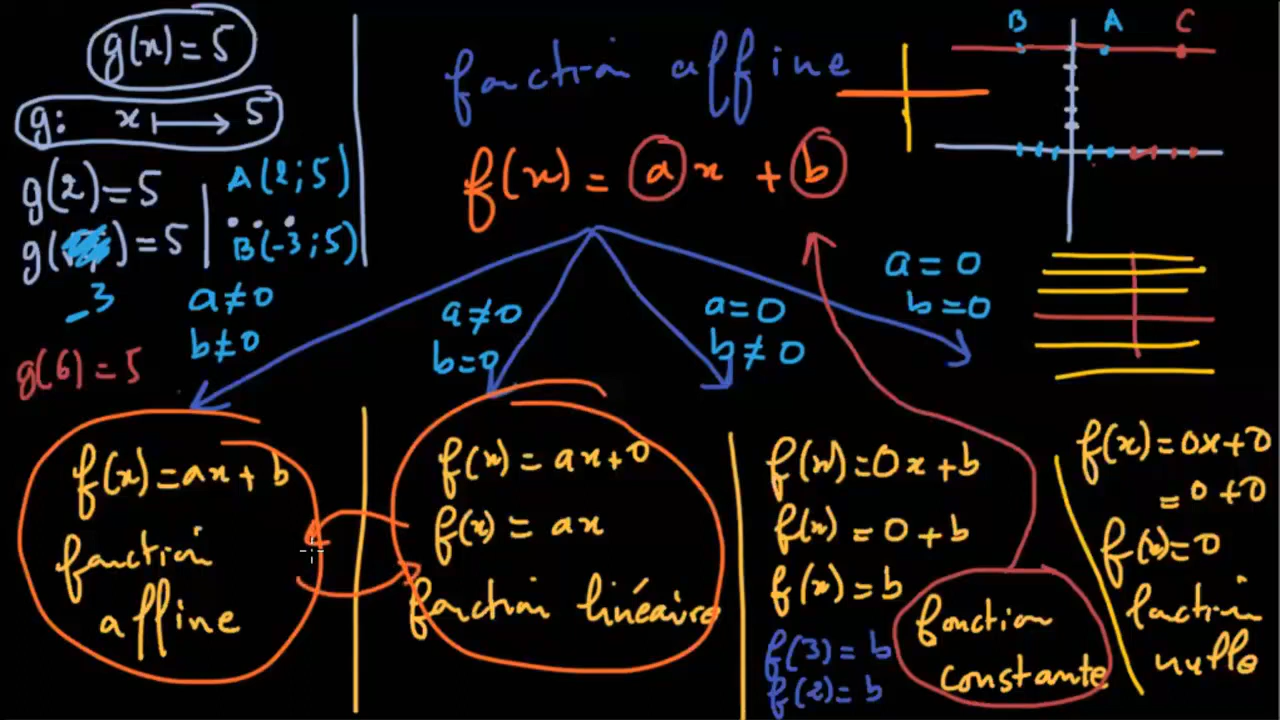 g(x) = 5
g: x ⟼ 5
g(2) = 5
g( ) = 5
-3
A(2;5)
B(-3;5)
g(6) = 5
fonction affine
f(x) = ax + b
B A C
a ≠ 0
b ≠ 0
a ≠ 0
b = 0
a = 0
b ≠ 0
a = 0
b = 0
f(x) = ax + b
fonction
affine
f(x) = ax + 0
f(x) = ax
fonction linéaire
f(x) = 0x + b
f(x) = 0 + b
f(x) = b
f(3) = b
f(2) = b
fonction
constante
f(x) = 0x + 0
= 0 + 0
f(x) = 0
fonction
nulle